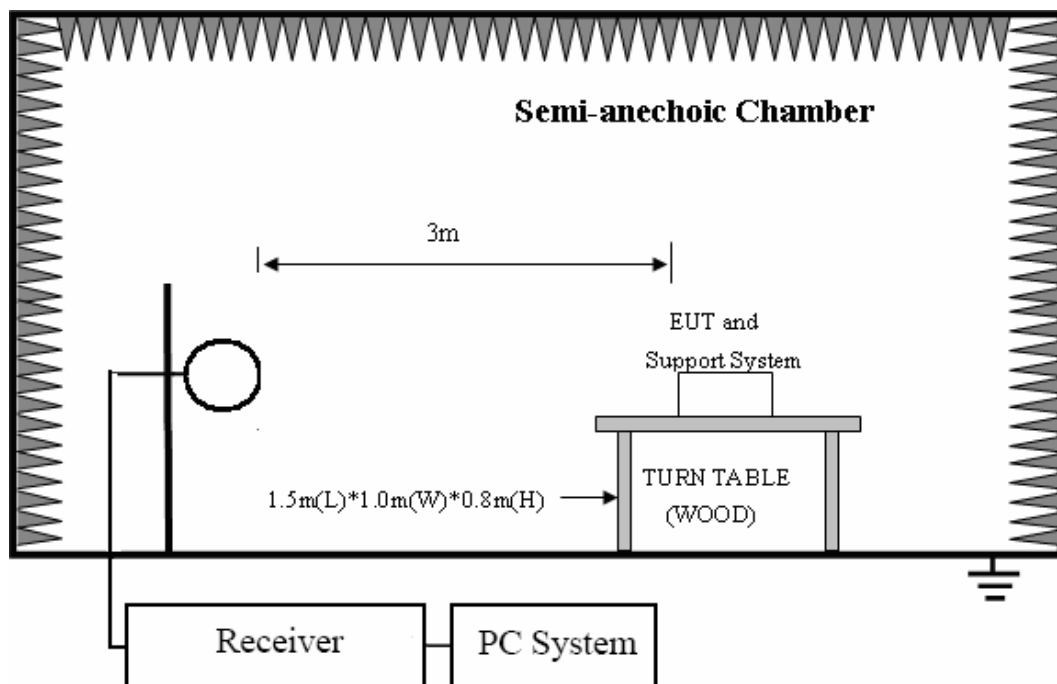 Semi-anechoic Chamber
3m
EUT and
Support System
1.5m(L)*1.0m(W)*0.8m(H)
TURN TABLE
(WOOD)
Receiver
PC System